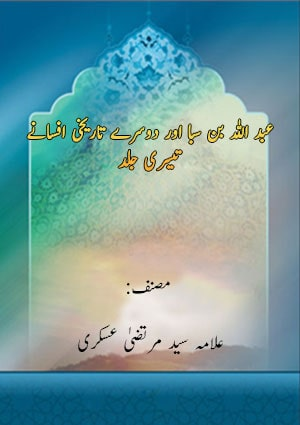 عبد اللہ بن سبا اور دوسرے تاریخی افسانے
تیسری جلد
مصنف:
علامہ سید مرتضیٰ عسکری